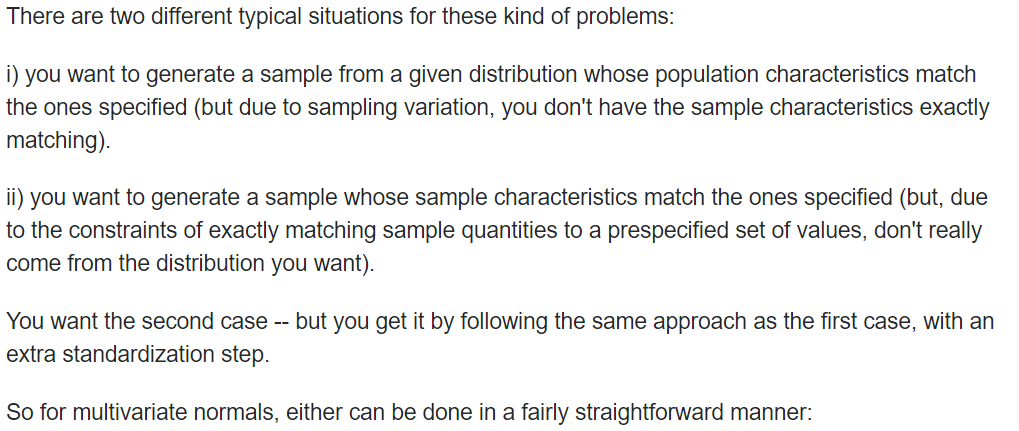 There are two different typical situations for these kind of problems:
i) you want to generate a sample from a given distribution whose population characteristics match
the ones specified (but due to sampling variation, you don't have the sample characteristics exactly
matching).
ii) you want to generate a sample whose sample characteristics match the ones specified (but, due
to the constraints of exactly matching sample quantities to a prespecified set of values, don't really
come from the distribution you want).
You want the second case -- but you get it by following the same approach as the first case, with an
extra standardization step.
So for multivariate normals, either can be done in a fairly straightforward manner: